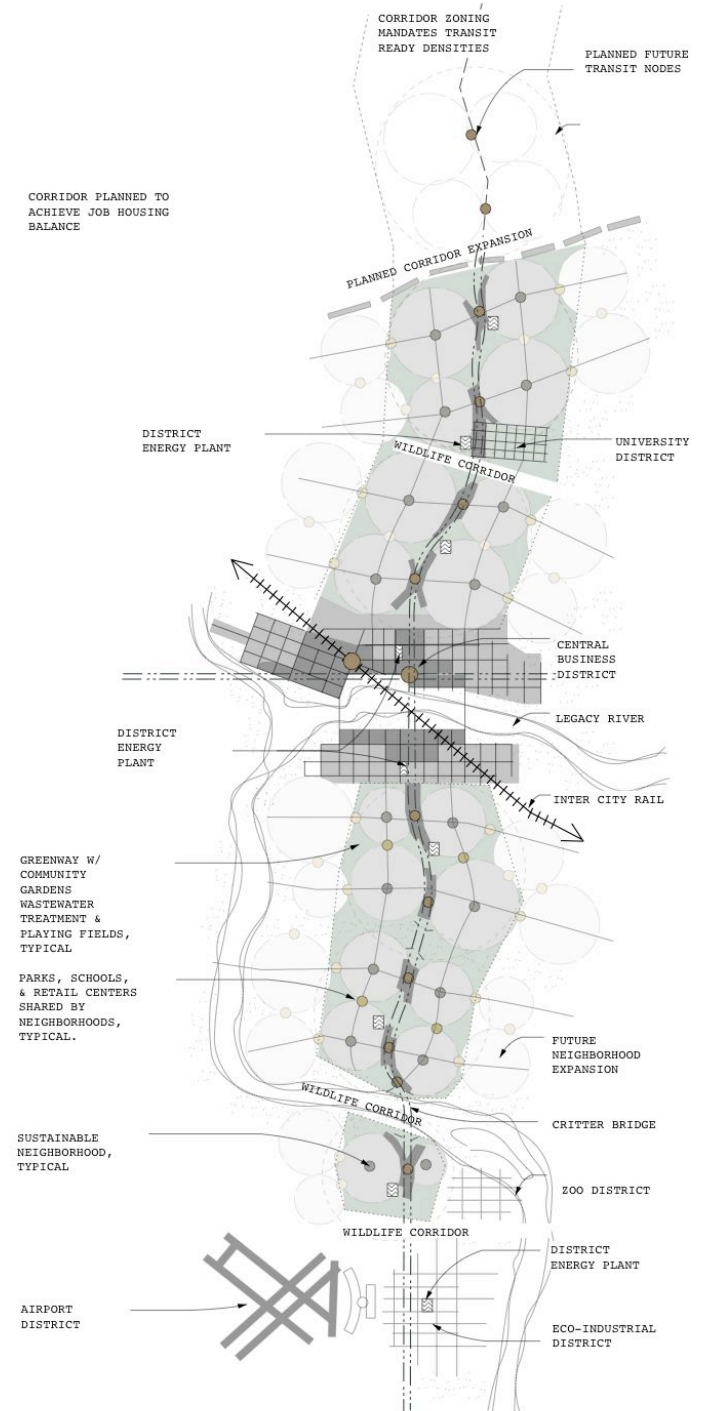 CORRIDOR ZONING
MANDATES TRANSIT
READY DENSITIES
PLANNED FUTURE
TRANSIT NODES
CORRIDOR PLANNED TO
ACHIEVE JOB HOUSING
BALANCE
PLANNED CORRIDOR EXPANSION
DISTRICT
ENERGY PLANT
UNIVERSITY
DISTRICT
WILDLIFE CORRIDOR
CENTRAL
BUSINESS
DISTRICT
LEGACY RIVER
DISTRICT
ENERGY
PLANT
INTER CITY RAIL
GREENWAY W/
COMMUNITY
GARDENS
WASTEWATER
TREATMENT &
PLAYING FIELDS,
TYPICAL
PARKS, SCHOOLS,
& RETAIL CENTERS
SHARED BY
NEIGHBORHOODS,
TYPICAL.
FUTURE
NEIGHBORHOOD
EXPANSION
WILDLIFE CORRIDOR
CRITTER BRIDGE
SUSTAINABLE
NEIGHBORHOOD,
TYPICAL
ZOO DISTRICT
WILDLIFE CORRIDOR
DISTRICT
ENERGY PLANT
AIRPORT
DISTRICT
ECO-INDUSTRIAL
DISTRICT